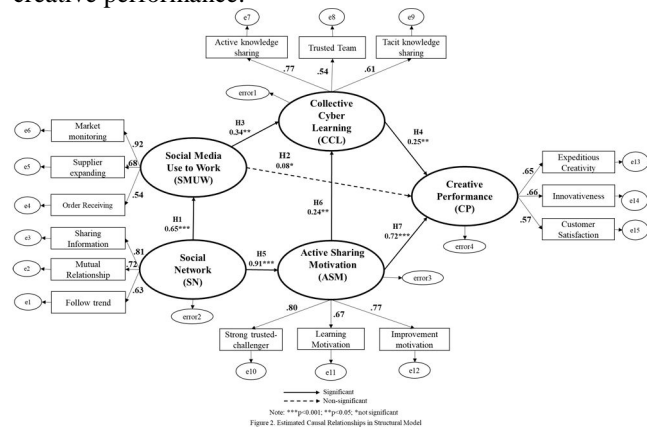 creative performance.
e7
e8
e9
Active knowledge
sharing
Trusted Team
Tacit knowledge
sharing
.77
.54
.61
error1
Collective
Cyber
Learning
(CCL)
e6
Market
monitoring
.92
e5
Supplier
expanding
.68
e4
Order Receiving
.54
Social Media
Use to Work
(SMUW)
H3
0.34**
H2
0.08*
H4
0.25**
H1
0.65***
H6
0.24**
H7
0.72***
Creative
Performance
(CP)
.65
Expeditious
Creativity
e13
.66
Innovativeness
e14
.57
Customer
Satisfaction
e15
error4
e3
Sharing
Information
.81
e2
Mutual
Relationship
.72
e1
Follow trend
.63
Social
Network
(SN)
H5
0.91***
Active Sharing
Motivation
(ASM)
error3
error2
.80
.67
.77
Strong trusted-
challenger
Learning
Motivation
Improvement
motivation
e10
e11
e12
Significant
Non-significant
Note: ***p<0.001; **p<0.05; *not significant
Figure 2. Estimated Causal Relationships in Structural Model